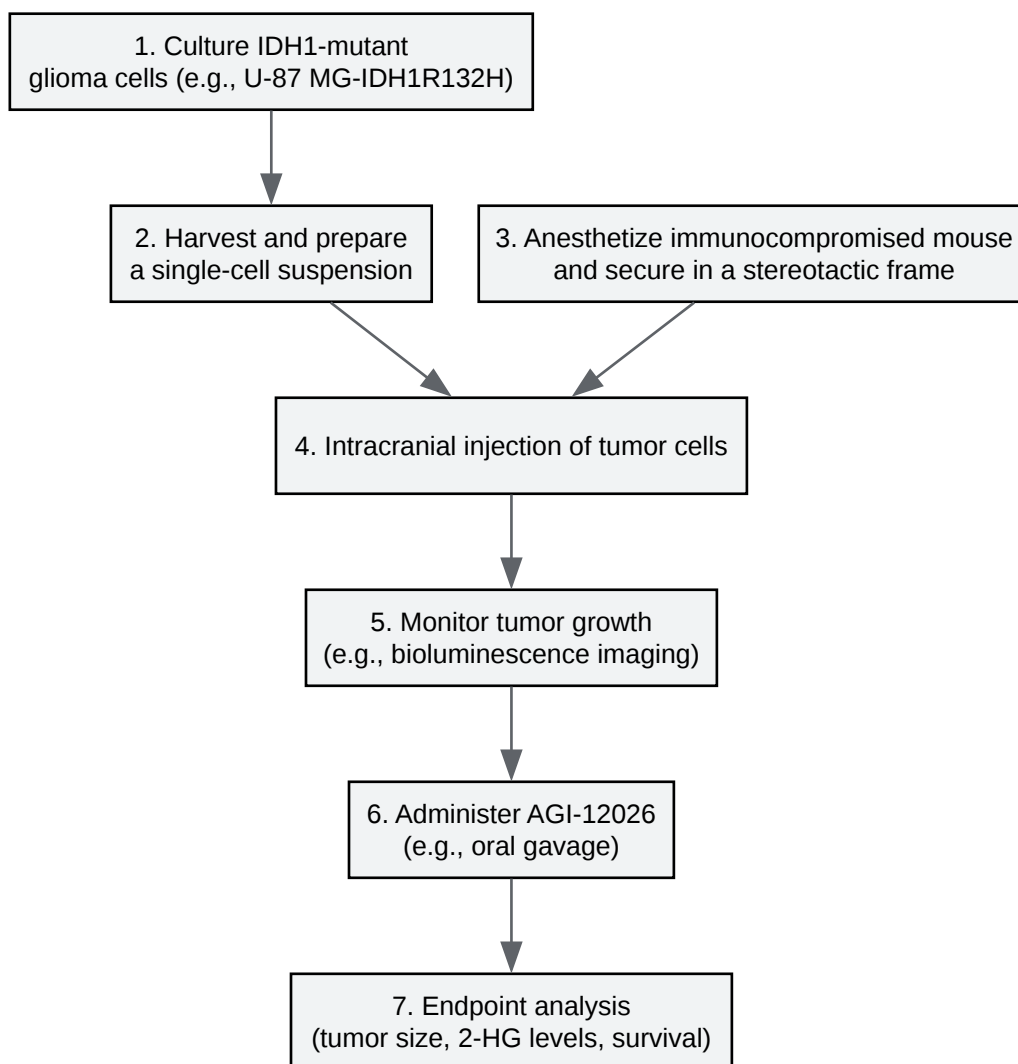 1. Culture IDH1-mutant
glioma cells (e.g., U-87 MG-IDH1R132H)
2. Harvest and prepare
a single-cell suspension
3. Anesthetize immunocompromised mouse
and secure in a stereotactic frame
4. Intracranial injection of tumor cells
5. Monitor tumor growth
(e.g., bioluminescence imaging)
6. Administer AGI-12026
(e.g., oral gavage)
7. Endpoint analysis
(tumor size, 2-HG levels, survival)